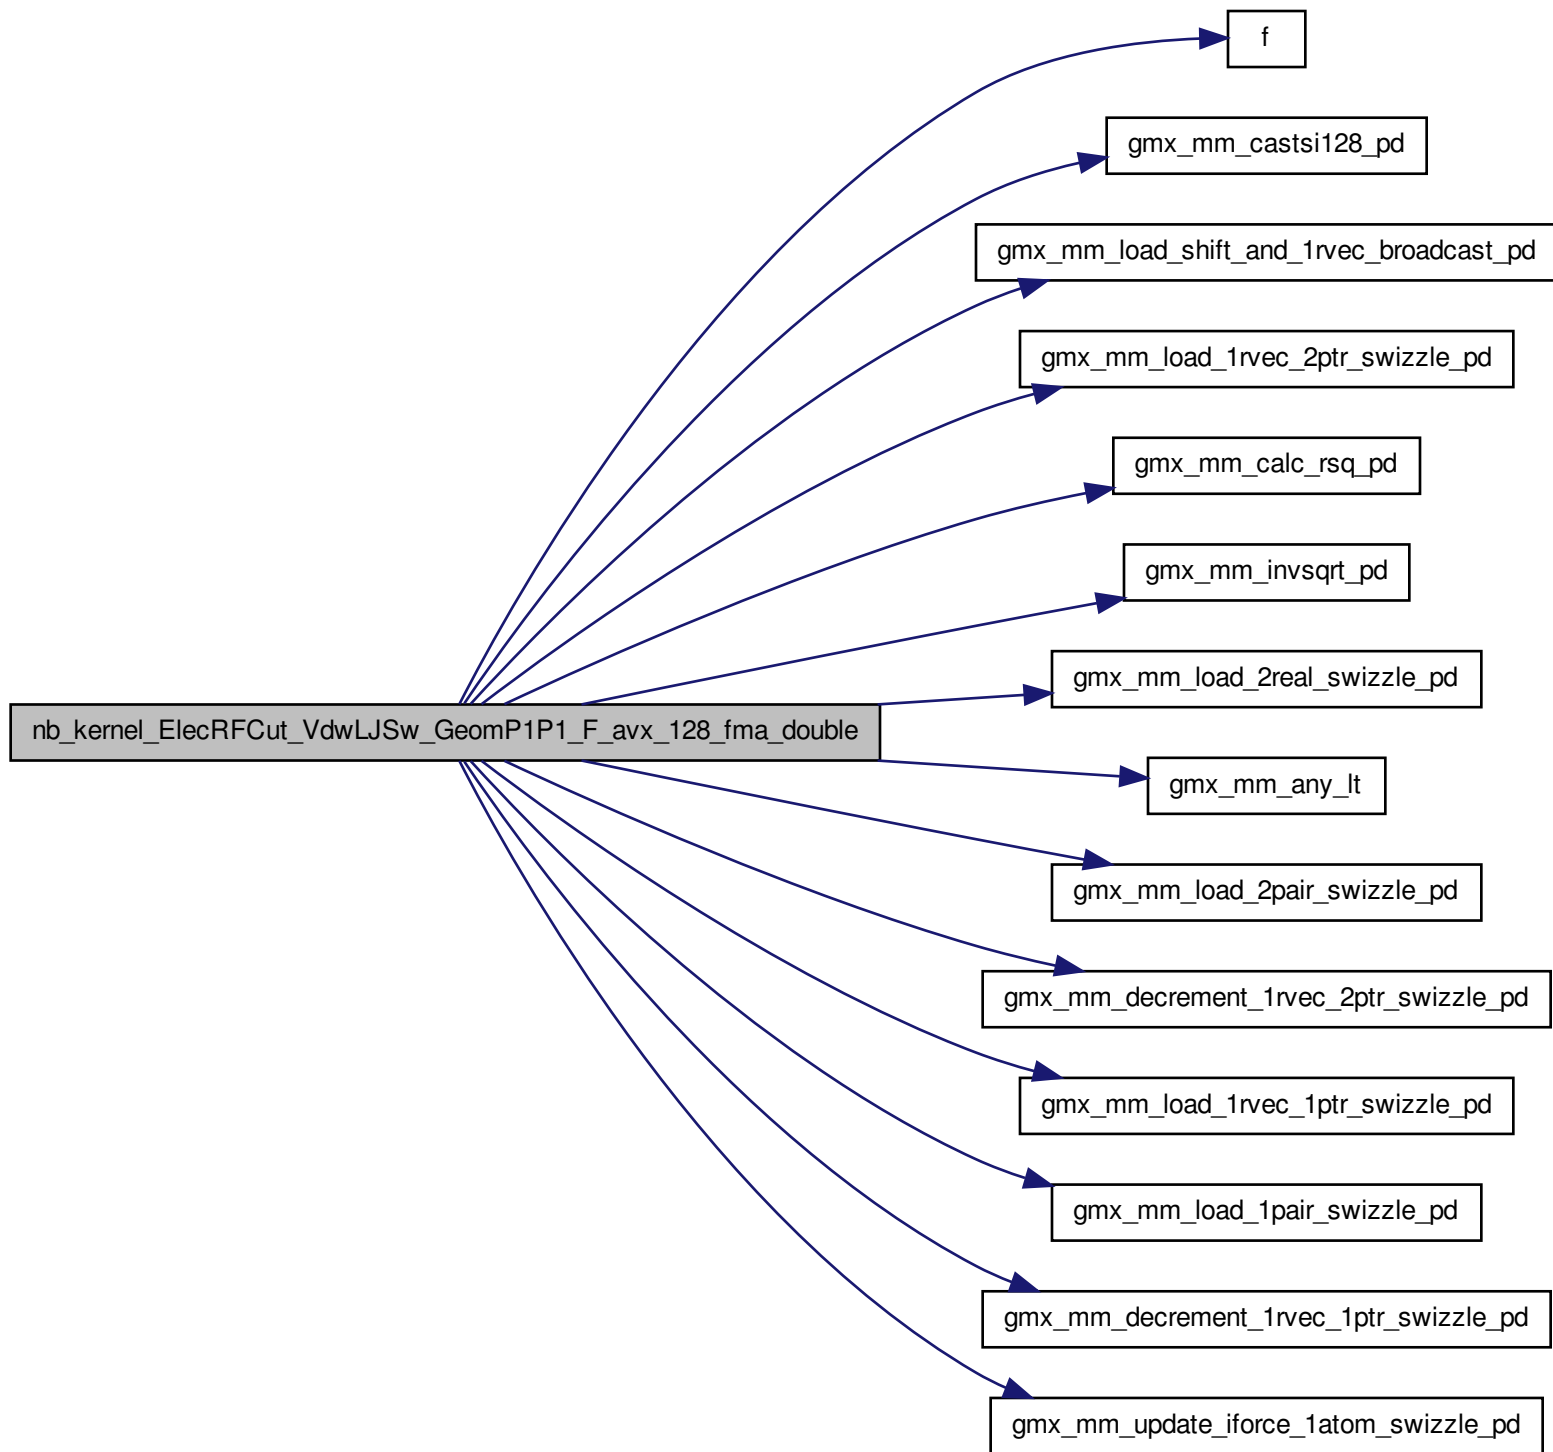 f
gmx_mm_castsi128_pd
gmx_mm_load_shift_and_1rvec_broadcast_pd
gmx_mm_load_1rvec_2ptr_swizzle_pd
gmx_mm_calc_rsq_pd
gmx_mm_invsqrt_pd
gmx_mm_load_2real_swizzle_pd
nb_kernel_ElecRFCut_VdwLJSw_GeomP1P1_F_avx_128_fma_double
gmx_mm_any_lt
gmx_mm_load_2pair_swizzle_pd
gmx_mm_decrement_1rvec_2ptr_swizzle_pd
gmx_mm_load_1rvec_1ptr_swizzle_pd
gmx_mm_load_1pair_swizzle_pd
gmx_mm_decrement_1rvec_1ptr_swizzle_pd
gmx_mm_update_iforce_1atom_swizzle_pd